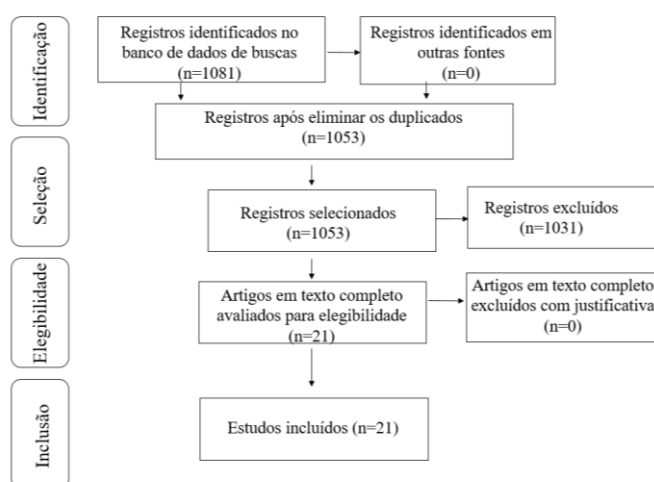 Identificação
Registros identificados no
banco de dados de buscas
(n=1081)
Registros identificados em
outras fontes
(n=0)
Registros após eliminar os duplicados
(n=1053)
Seleção
Registros selecionados
(n=1053)
Registros excluídos
(n=1031)
Elegibilidade
Artigos em texto completo
avaliados para elegibilidade
(n=21)
Artigos em texto completo
excluídos com justificativa
(n=0)
Inclusão
Estudos incluídos (n=21)